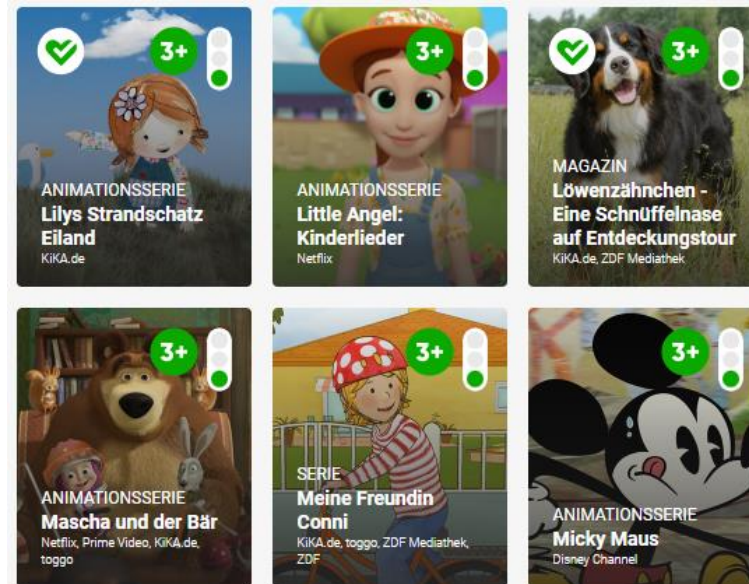 3+
ANIMATIONSSERIE
Lilys Strandschatz
Eiland
KiKA.de
3+
ANIMATIONSSERIE
Little Angel:
Kinderlieder
Netflix
3+
MAGAZIN
Löwenzähnchen -
Eine Schnüffelnase
auf Entdeckungstour
KiKA.de, ZDF Mediathek
3+
ANIMATIONSSERIE
Mascha und der Bär
Netflix, Prime Video, KiKA.de,
toggo
3+
SERIE
Meine Freundin
Conni
KiKA.de, toggo, ZDF Mediathek,
ZDF
3+
ANIMATIONSSERIE
Micky Maus
Disney Channel